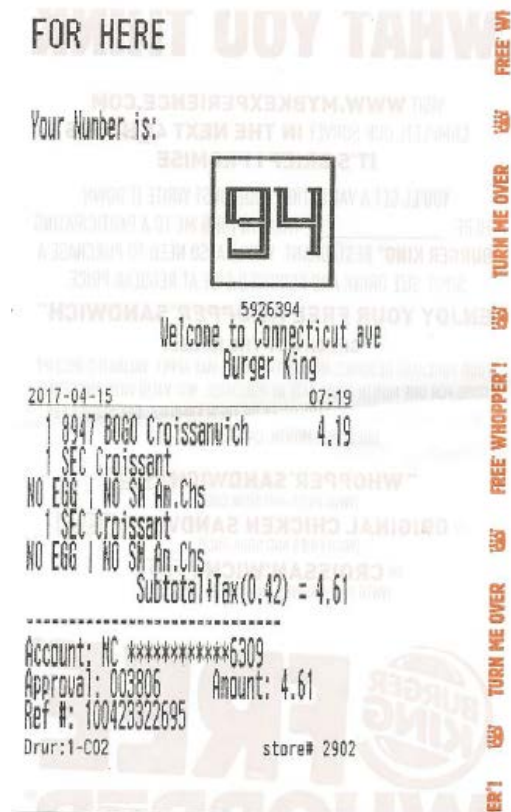 FOR HERE
Your Number is:
94
5926394
Welcome to Connecticut ave
Burger King
2017-04-15 07:19
1 8947 BOGO Croissanwich 4.19
1 SEC Croissant
NO EGG | NO SM Am.Chs
1 SEC Croissant
NO EGG | NO SM Am.Chs
Subtotal+Tax(0.42) = 4.61
Account: MC ************6309
Approval: 003806 Amount: 4.61
Ref #: 100423322695
Drur:1-C02 store# 2902
FREE WHOPPER! TURN ME OVER
FREE WHOPPER! TURN ME OVER